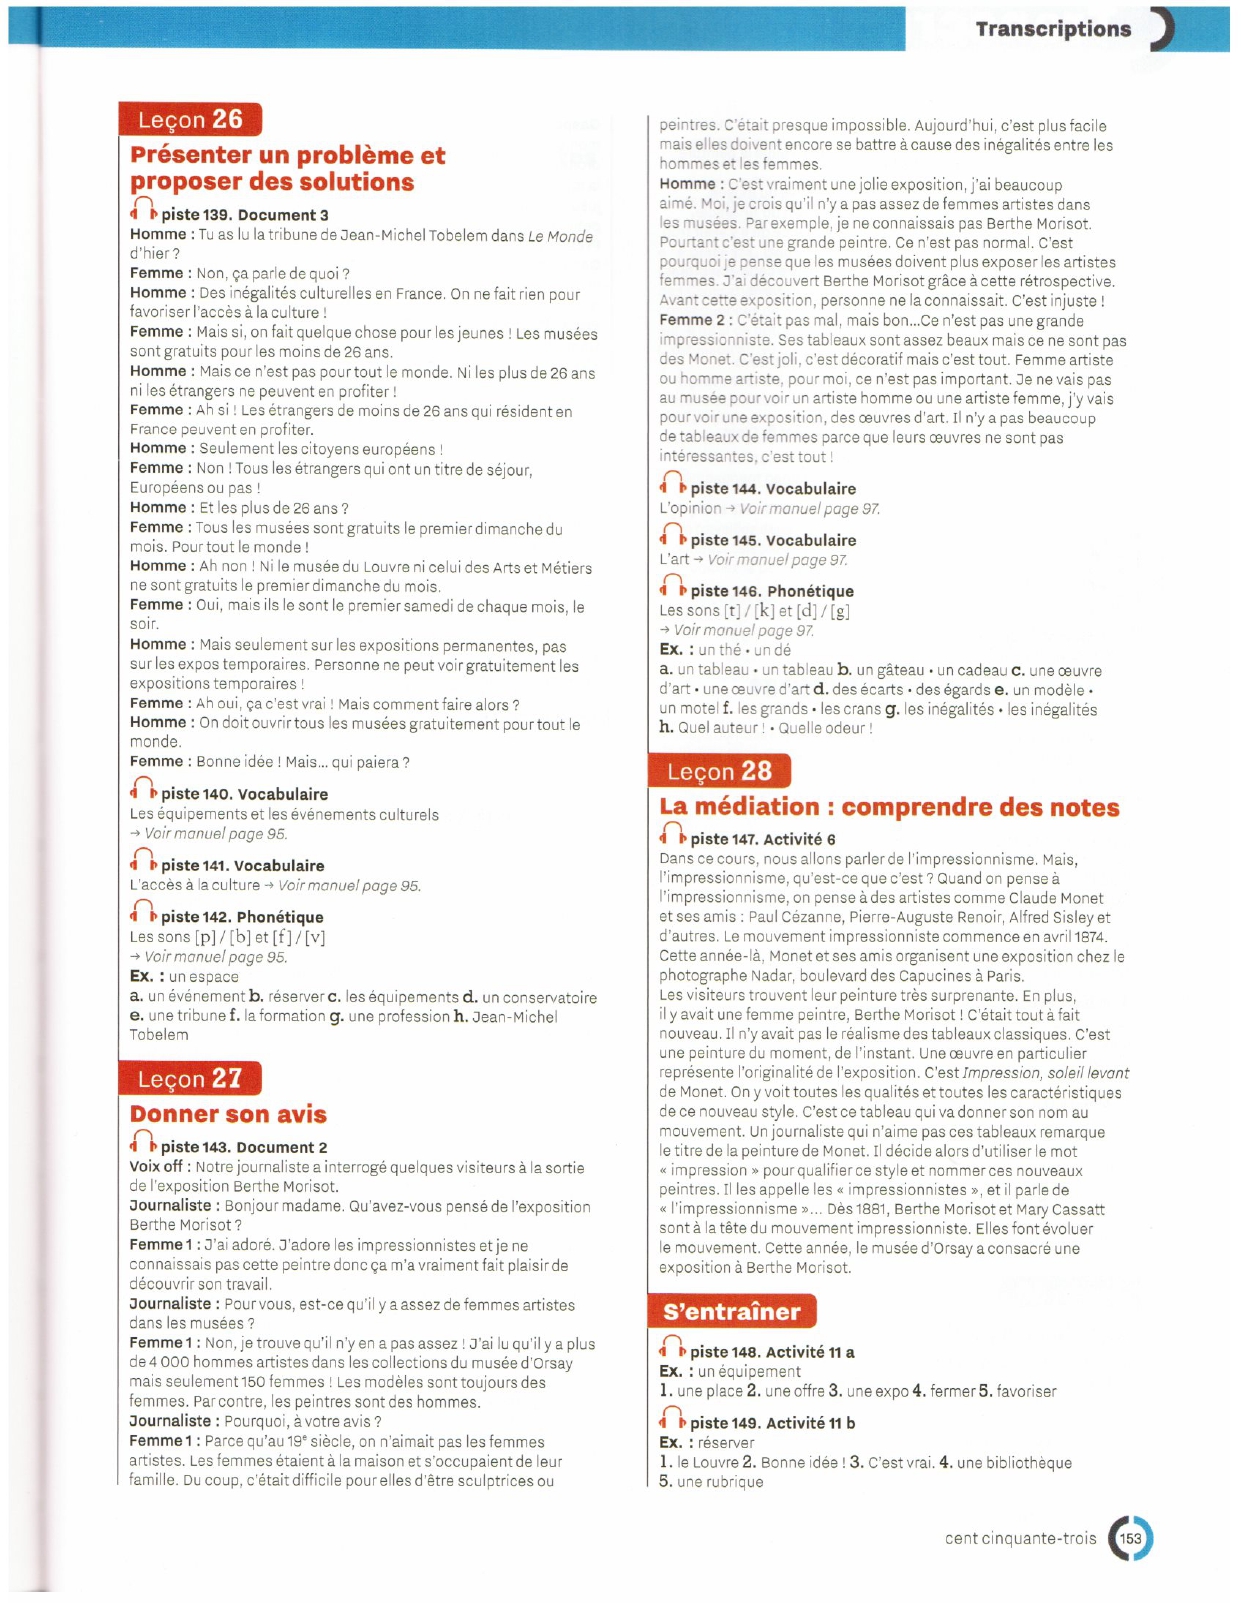 Transcriptions
Leçon 26
Présenter un problème et
proposer des solutions
piste 139. Document 3
Homme : Tu as lu la tribune de Jean-Michel Tobelem dans Le Monde
d'hier ?
Femme : Non, ça parle de quoi ?
Homme : Des inégalités culturelles en France. On ne fait rien pour
favoriser l'accès à la culture !
Femme : Mais si, on fait quelque chose pour les jeunes ! Les musées
sont gratuits pour les moins de 26 ans.
Homme : Mais ce n'est pas pour tout le monde. Ni les plus de 26 ans
ni les étrangers ne peuvent en profiter !
Femme : Ah si ! Les étrangers de moins de 26 ans qui résident en
France peuvent en profiter.
Homme : Seulement les citoyens européens !
Femme : Non ! Tous les étrangers qui ont un titre de séjour,
Européens ou pas !
Homme : Et les plus de 26 ans ?
Femme : Tous les musées sont gratuits le premier dimanche du
mois. Pour tout le monde !
Homme : Ah non ! Ni le musée du Louvre ni celui des Arts et Métiers
ne sont gratuits le premier dimanche du mois.
Femme : Oui, mais ils le sont le premier samedi de chaque mois, le
soir.
Homme : Mais seulement sur les expositions permanentes, pas
sur les expos temporaires. Personne ne peut voir gratuitement les
expositions temporaires !
Femme : Ah oui, ça c'est vrai ! Mais comment faire alors ?
Homme : On doit ouvrir tous les musées gratuitement pour tout le
monde.
Femme : Bonne idée ! Mais... qui paiera ?
piste 140. Vocabulaire
Les équipements et les événements culturels
→ Voir manuel page 95.
piste 141. Vocabulaire
L'accès à la culture → Voir manuel page 95.
piste 142. Phonétique
Les sons [p] / [b] et [f] / [v]
→ Voir manuel page 95.
Ex. : un espace
a. un événement b. réserver c. les équipements d. un conservatoire
e. une tribune f. la formation g. une profession h. Jean-Michel
Tobelem
Leçon 27
Donner son avis
piste 143. Document 2
Voix off : Notre journaliste a interrogé quelques visiteurs à la sortie
de l'exposition Berthe Morisot.
Journaliste : Bonjour madame. Qu'avez-vous pensé de l'exposition
Berthe Morisot ?
Femme 1 : J'ai adoré. J'adore les impressionnistes et je ne
connaissais pas cette peintre donc ça m'a vraiment fait plaisir de
découvrir son travail.
Journaliste : Pour vous, est-ce qu'il y a assez de femmes artistes
dans les musées ?
Femme 1 : Non, je trouve qu'il n'y en a pas assez ! J'ai lu qu'il y a plus
de 4 000 hommes artistes dans les collections du musée d'Orsay
mais seulement 150 femmes ! Les modèles sont toujours des
femmes. Par contre, les peintres sont des hommes.
Journaliste : Pourquoi, à votre avis ?
Femme 1 : Parce qu'au 19e siècle, on n'aimait pas les femmes
artistes. Les femmes étaient à la maison et s'occupaient de leur
famille. Du coup, c'était difficile pour elles d'être sculptrices ou
peintres. C'était presque impossible. Aujourd'hui, c'est plus facile
mais elles doivent encore se battre à cause des inégalités entre les
hommes et les femmes.
Homme : C'est vraiment une jolie exposition, j'ai beaucoup
aimé. Moi, je crois qu'il n'y a pas assez de femmes artistes dans
les musées. Par exemple, je ne connaissais pas Berthe Morisot.
Pourtant c'est une grande peintre. Ce n'est pas normal. C'est
pourquoi je pense que les musées doivent plus exposer les artistes
femmes. J'ai découvert Berthe Morisot grâce à cette rétrospective.
Avant cette exposition, personne ne la connaissait. C'est injuste !
Femme 2 : C'était pas mal, mais bon...Ce n'est pas une grande
impressionniste. Ses tableaux sont assez beaux mais ce ne sont pas
des Monet. C'est joli, c'est décoratif mais c'est tout. Femme artiste
ou homme artiste, pour moi, ce n'est pas important. Je ne vais pas
au musée pour voir un artiste homme ou une artiste femme, j'y vais
pour voir une exposition, des œuvres d'art. Il n'y a pas beaucoup
de tableaux de femmes parce que leurs œuvres ne sont pas
intéressantes, c'est tout !
piste 144. Vocabulaire
L'opinion → Voir manuel page 97.
piste 145. Vocabulaire
L'art → Voir manuel page 97.
piste 146. Phonétique
Les sons [t] / [k] et [d] / [g]
→ Voir manuel page 97.
Ex. : un thé • un dé
a. un tableau • un tableau b. un gâteau • un cadeau c. une œuvre
d'art • une œuvre d'art d. des écarts • des égards e. un modèle •
un motel f. les grands • les crans g. les inégalités • les inégalités
h. Quel auteur ! • Quelle odeur !
Leçon 28
La médiation : comprendre des notes
piste 147. Activité 6
Dans ce cours, nous allons parler de l'impressionnisme. Mais,
l'impressionnisme, qu'est-ce que c'est ? Quand on pense à
l'impressionnisme, on pense à des artistes comme Claude Monet
et ses amis : Paul Cézanne, Pierre-Auguste Renoir, Alfred Sisley et
d'autres. Le mouvement impressionniste commence en avril 1874.
Cette année-là, Monet et ses amis organisent une exposition chez le
photographe Nadar, boulevard des Capucines à Paris.
Les visiteurs trouvent leur peinture très surprenante. En plus,
il y avait une femme peintre, Berthe Morisot ! C'était tout à fait
nouveau. Il n'y avait pas le réalisme des tableaux classiques. C'est
une peinture du moment, de l'instant. Une œuvre en particulier
représente l'originalité de l'exposition. C'est Impression, soleil levant
de Monet. On y voit toutes les qualités et toutes les caractéristiques
de ce nouveau style. C'est ce tableau qui va donner son nom au
mouvement. Un journaliste qui n'aime pas ces tableaux remarque
le titre de la peinture de Monet. Il décide alors d'utiliser le mot
« impression » pour qualifier ce style et nommer ces nouveaux
peintres. Il les appelle les « impressionnistes », et il parle de
« l'impressionnisme »... Dès 1881, Berthe Morisot et Mary Cassatt
sont à la tête du mouvement impressionniste. Elles font évoluer
le mouvement. Cette année, le musée d'Orsay a consacré une
exposition à Berthe Morisot.
S'entraîner
piste 148. Activité 11 a
Ex. : un équipement
1. une place 2. une offre 3. une expo 4. fermer 5. favoriser
piste 149. Activité 11 b
Ex. : réserver
1. le Louvre 2. Bonne idée ! 3. C'est vrai. 4. une bibliothèque
5. une rubrique
cent cinquante-trois 153